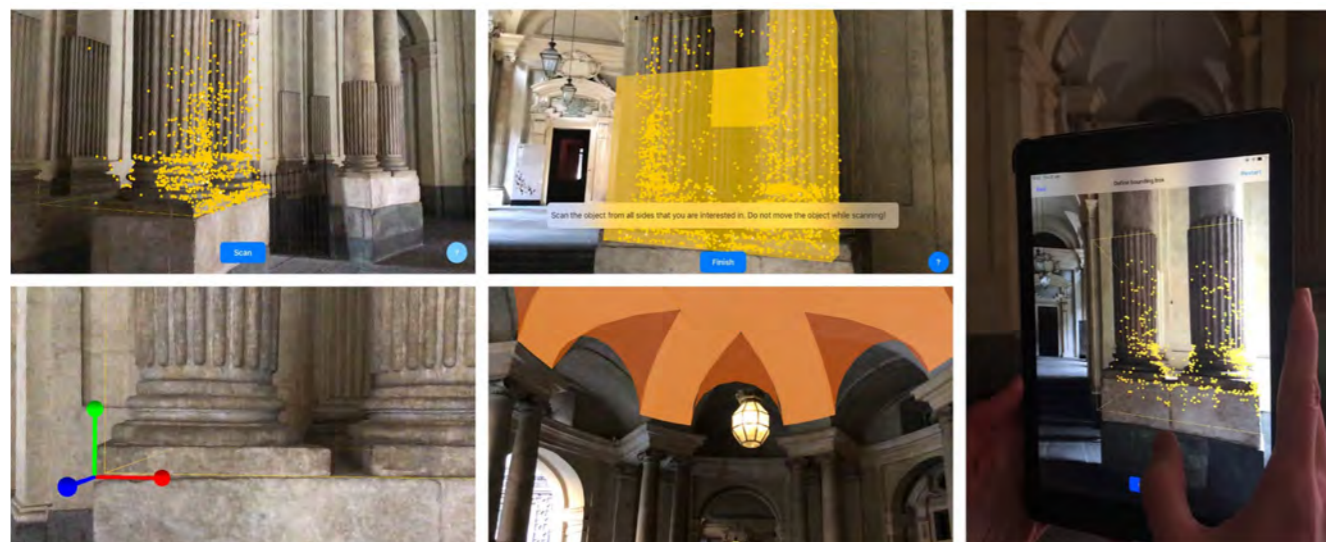 Scan
?
Scan the object from all sides that you are interested in. Do not move the object while scanning!
Finish
?
Define bounding box
Restart